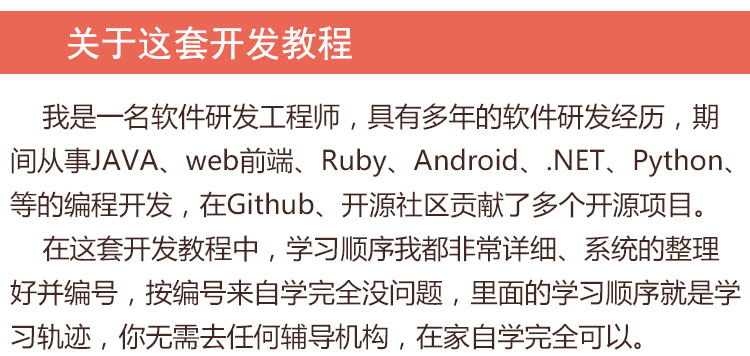 关于这套开发教程
我是一名软件研发工程师，具有多年的软件研发经历，期
间从事JAVA、web前端、Ruby、Android、.NET、Python、
等的编程开发，在Github、开源社区贡献了多个开源项目。
在这套开发教程中，学习顺序我都非常详细、系统的整理
好并编号，按编号来自学完全没问题，里面的学习顺序就是学
习轨迹，你无需去任何辅导机构，在家自学完全可以。